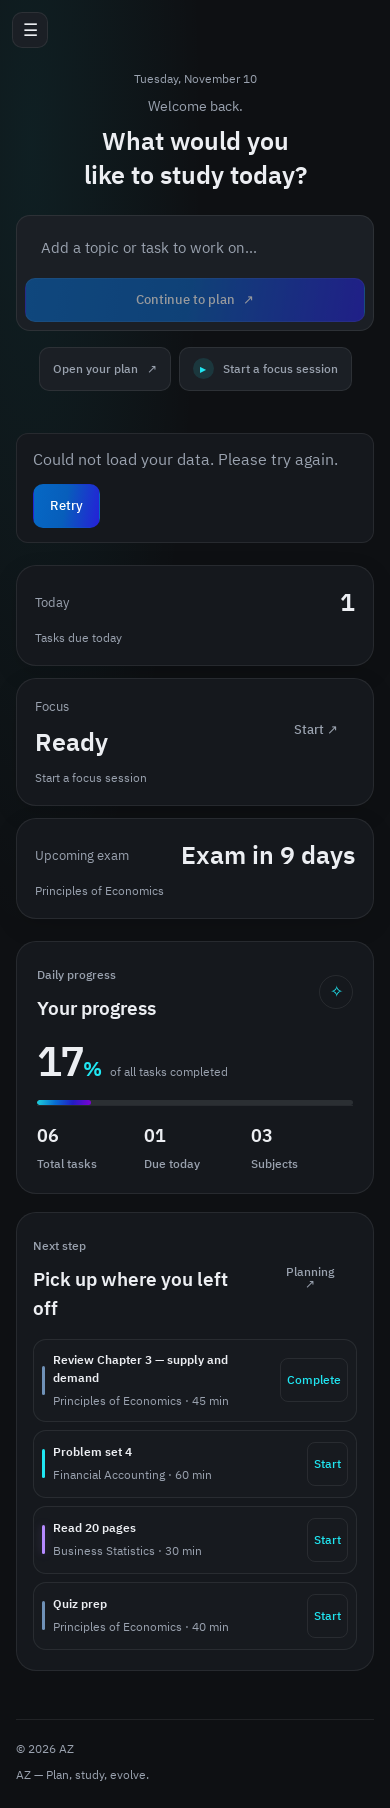 Tuesday, November 10
Welcome back.
What would you
like to study today?
Add a topic or task to work on...
Continue to plan ↗
Open your plan ↗
Start a focus session
Could not load your data. Please try again.
Retry
Today
1
Tasks due today
Focus
Ready
Start ↗
Start a focus session
Upcoming exam
Exam in 9 days
Principles of Economics
Daily progress
Your progress
17% of all tasks completed
06 01 03
Total tasks Due today Subjects
Next step
Pick up where you left
off
Planning
↗
Review Chapter 3 — supply and
demand
Principles of Economics · 45 min
Complete
Problem set 4
Financial Accounting · 60 min
Start
Read 20 pages
Business Statistics · 30 min
Start
Quiz prep
Principles of Economics · 40 min
Start
© 2026 AZ
AZ — Plan, study, evolve.